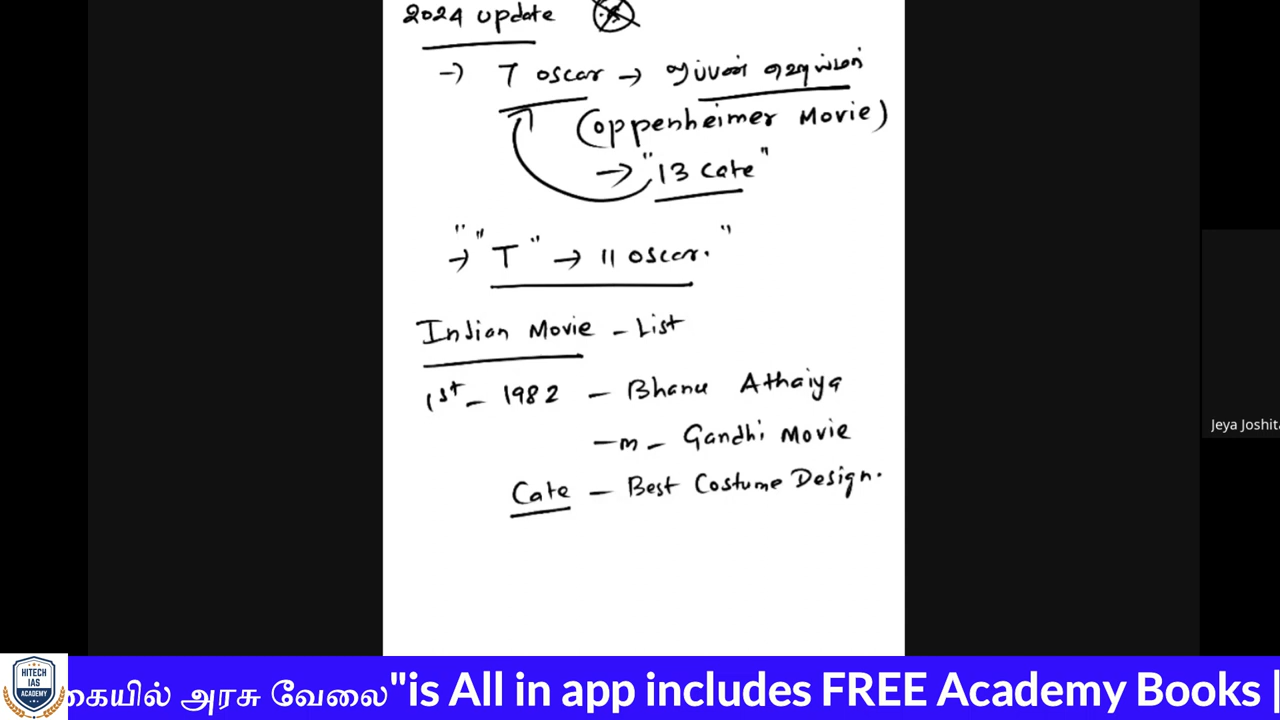 2024 update
→ 7 oscar → ஓப்பன் ஹெய்மர்
(oppenheimer Movie)
→ "13 cate"
→ "T" → 11 oscar."
Indian Movie - List
1st - 1982 - Bhanu Athaiya
- m - Gandhi Movie
Cate - Best Costume Design.
Jeya Joshita
HITECH IAS ACADEMY
கையில் அரசு வேலை"is All in app includes FREE Academy Books |